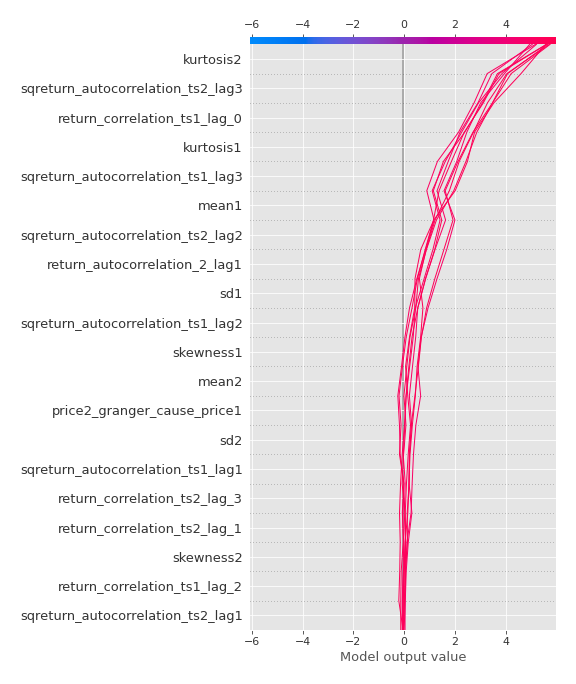 −6 −4 −2 0 2 4
kurtosis2
sqreturn_autocorrelation_ts2_lag3
return_correlation_ts1_lag_0
kurtosis1
sqreturn_autocorrelation_ts1_lag3
mean1
sqreturn_autocorrelation_ts2_lag2
return_autocorrelation_2_lag1
sd1
sqreturn_autocorrelation_ts1_lag2
skewness1
mean2
price2_granger_cause_price1
sd2
sqreturn_autocorrelation_ts1_lag1
return_correlation_ts2_lag_3
return_correlation_ts2_lag_1
skewness2
return_correlation_ts1_lag_2
sqreturn_autocorrelation_ts2_lag1
−6 −4 −2 0 2 4
Model output value